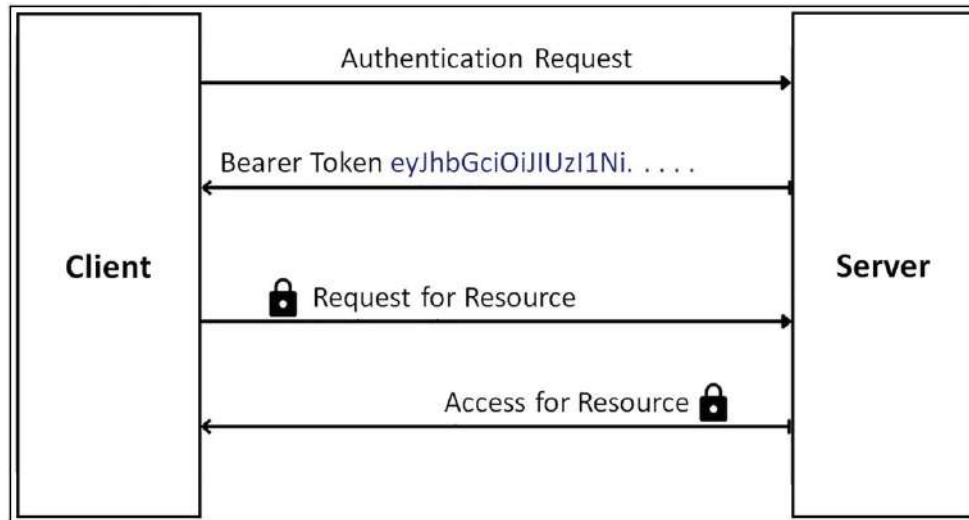 Authentication Request
Bearer Token eyJhbGciOiJIUzI1Ni. . . . .
Client
Server
Request for Resource
Access for Resource